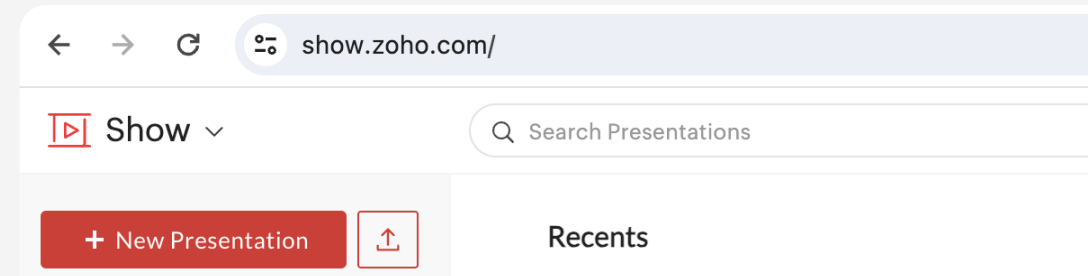 show.zoho.com/
Show
Search Presentations
+ New Presentation
Recents